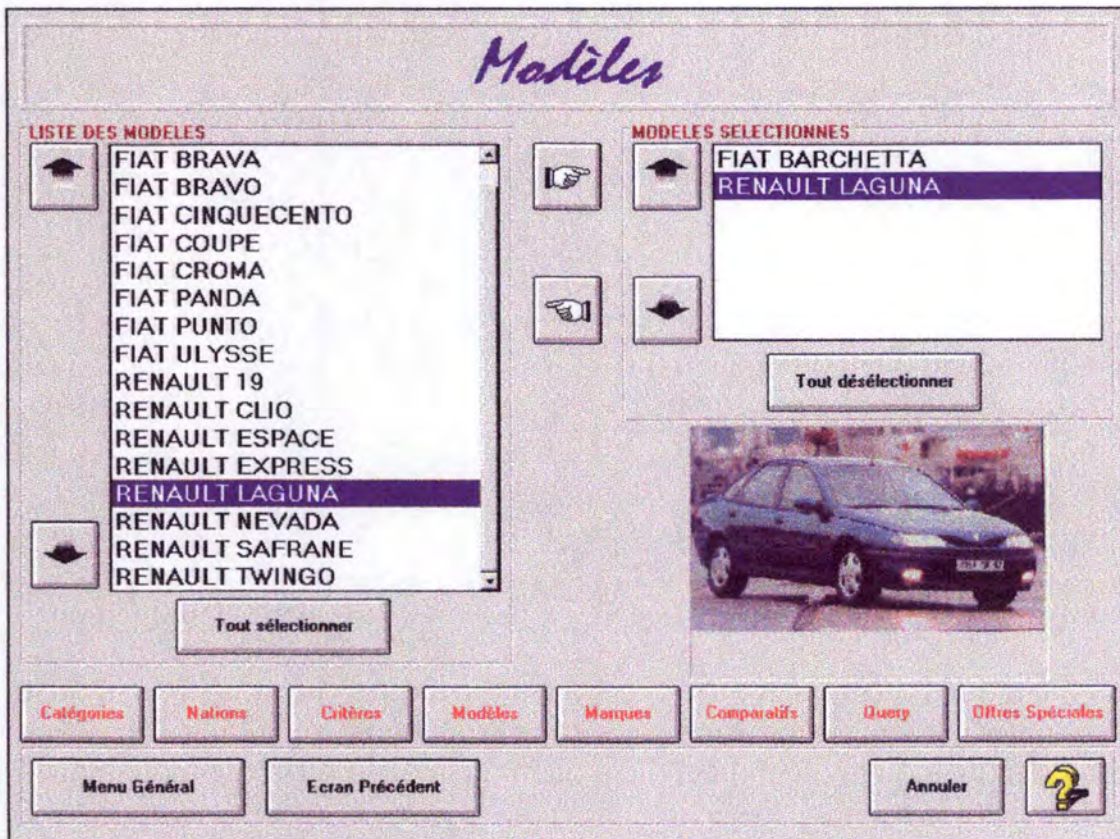 Modèles
LISTE DES MODELES
FIAT BRAVA
FIAT BRAVO
FIAT CINQUECENTO
FIAT COUPE
FIAT CROMA
FIAT PANDA
FIAT PUNTO
FIAT ULYSSE
RENAULT 19
RENAULT CLIO
RENAULT ESPACE
RENAULT EXPRESS
RENAULT LAGUNA
RENAULT NEVADA
RENAULT SAFRANE
RENAULT TWINGO
Tout sélectionner
MODELES SELECTIONNES
FIAT BARCHETTA
RENAULT LAGUNA
Tout désélectionner
Catégories Nations Critères Modèles Marques Comparatifs Query Offres Spéciales
Menu Général Ecran Précédent Annuler ?